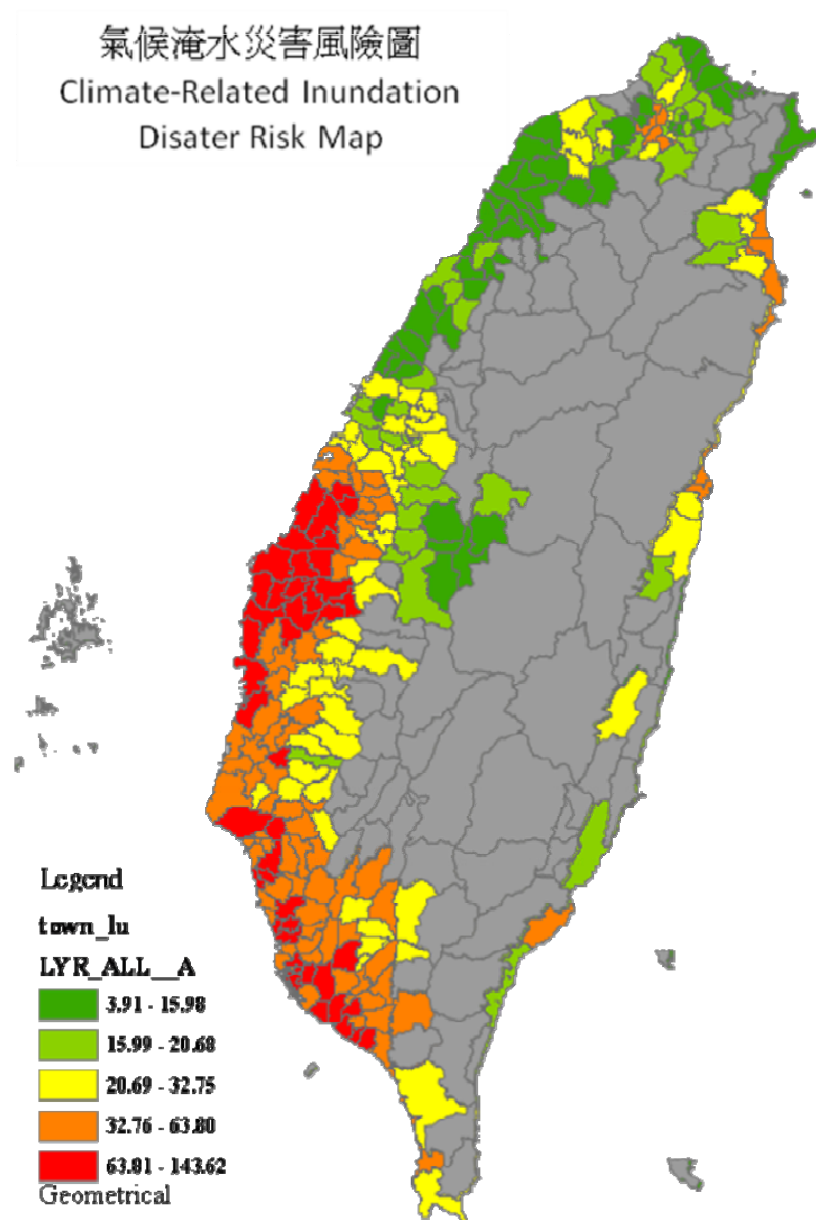 氣候淹水災害風險圖
Climate-Related Inundation
Disater Risk Map
Legend
town_lu
LYR_ALL__A
3.91 - 15.98
15.99 - 20.68
20.69 - 32.75
32.76 - 63.80
63.81 - 143.62
Geometrical